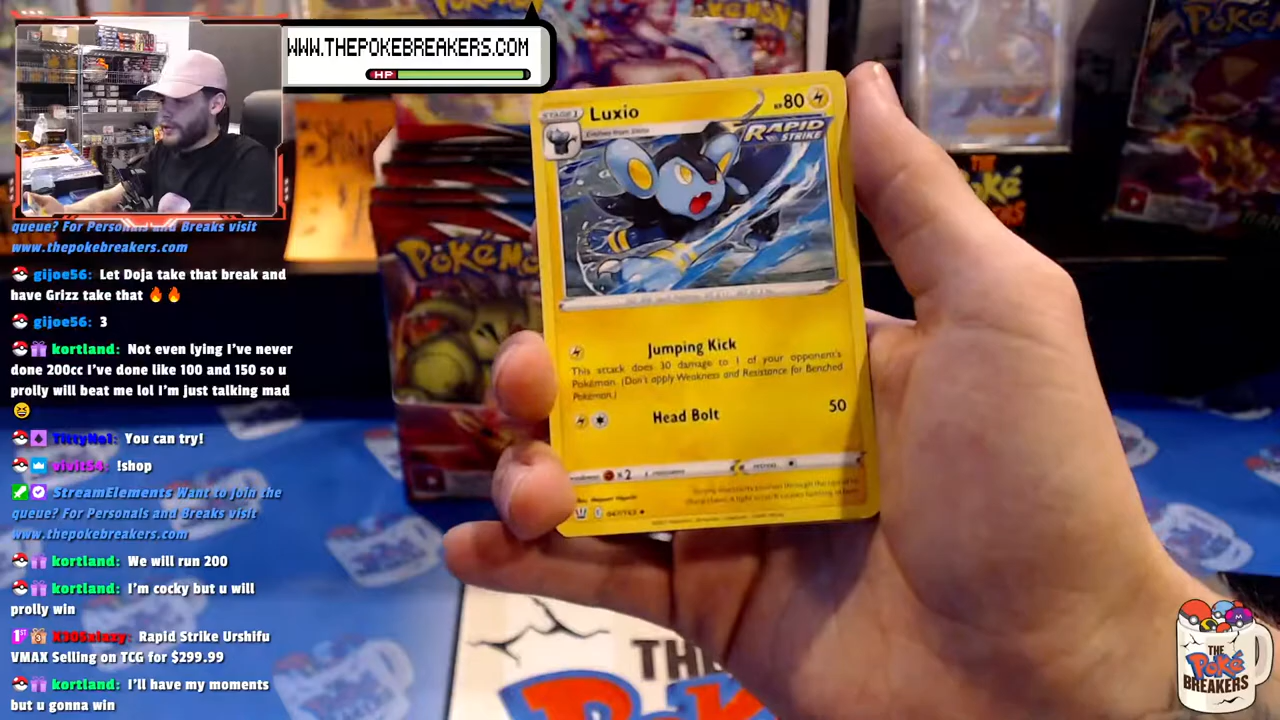 WWW.THEPOKEBREAKERS.COM
HP
queue? For Personals and Breaks visit
www.thepokebreakers.com
gijoe56: Let Doja take that break and
have Grizz take that 🔥🔥
gijoe56: 3
kortland: Not even lying I've never
done 200cc I've done like 100 and 150 so u
prolly will beat me lol I'm just talking mad
😆
TittyNo1: You can try!
vivit54: !shop
StreamElements Want to join the
queue? For Personals and Breaks visit
www.thepokebreakers.com
kortland: We will run 200
kortland: I'm cocky but u will
prolly win
1ST
Rapid Strike Urshifu
VMAX Selling on TCG for $299.99
kortland: I'll have my moments
but u gonna win
STAGE 1
Luxio
HP 80
RAPID
STRIKE
Jumping Kick
This attack does 30 damage to 1 of your opponent's
Pokémon. (Don't apply Weakness and Resistance for Benched
Pokémon.)
Head Bolt 50
x2
POKÉMON
THE
THE
Poké
BREAKERS